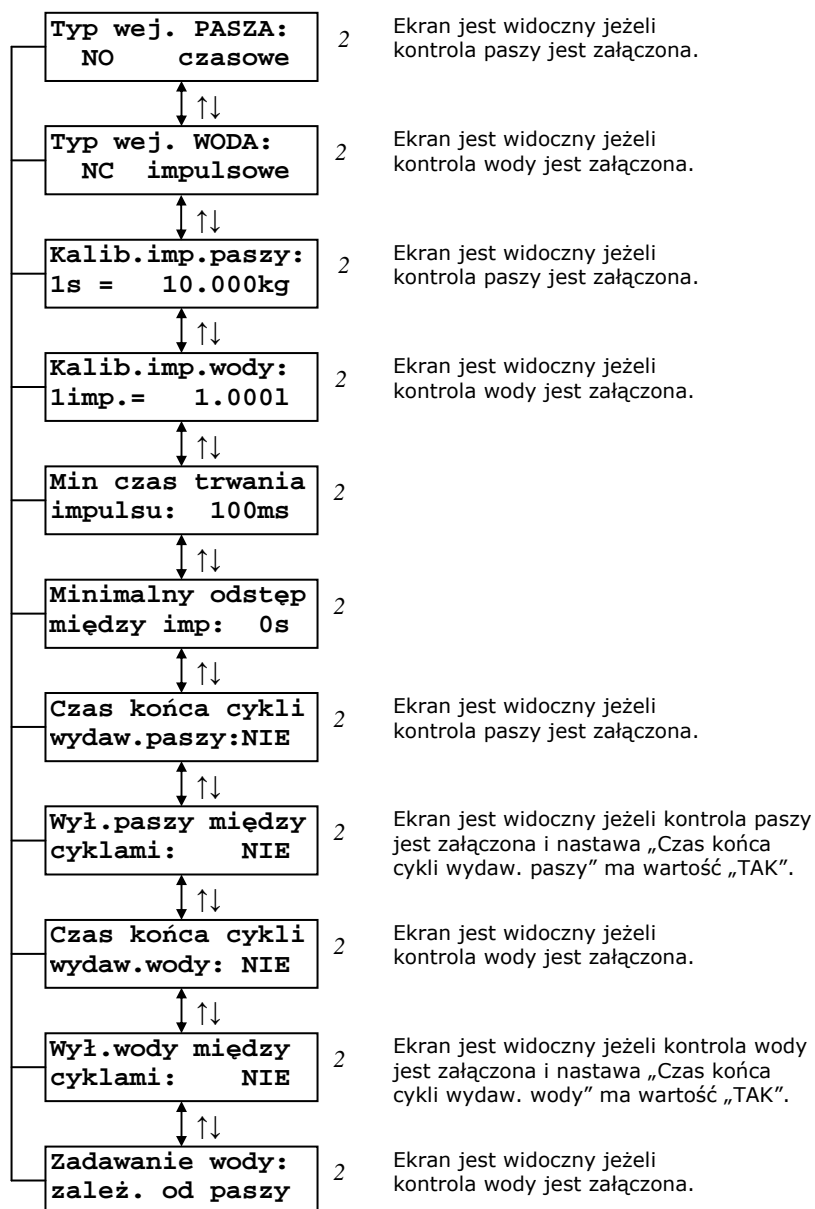 Typ wej. PASZA:
NO czasowe
2
Ekran jest widoczny jeżeli
kontrola paszy jest załączona.
↑↓
Typ wej. WODA:
NC impulsowe
2
Ekran jest widoczny jeżeli
kontrola wody jest załączona.
↑↓
Kalib.imp.paszy:
1s = 10.000kg
2
Ekran jest widoczny jeżeli
kontrola paszy jest załączona.
↑↓
Kalib.imp.wody:
1imp.= 1.000l
2
Ekran jest widoczny jeżeli
kontrola wody jest załączona.
↑↓
Min czas trwania
impulsu: 100ms
2
↑↓
Minimalny odstęp
między imp: 0s
2
↑↓
Czas końca cykli
wydaw.paszy:NIE
2
Ekran jest widoczny jeżeli
kontrola paszy jest załączona.
↑↓
Wył.paszy między
cyklami: NIE
2
Ekran jest widoczny jeżeli kontrola paszy
jest załączona i nastawa „Czas końca
cykli wydaw. paszy” ma wartość „TAK”.
↑↓
Czas końca cykli
wydaw.wody: NIE
2
Ekran jest widoczny jeżeli
kontrola wody jest załączona.
↑↓
Wył.wody między
cyklami: NIE
2
Ekran jest widoczny jeżeli kontrola wody
jest załączona i nastawa „Czas końca
cykli wydaw. wody” ma wartość „TAK”.
↑↓
Zadawanie wody:
zależ. od paszy
2
Ekran jest widoczny jeżeli
kontrola wody jest załączona.